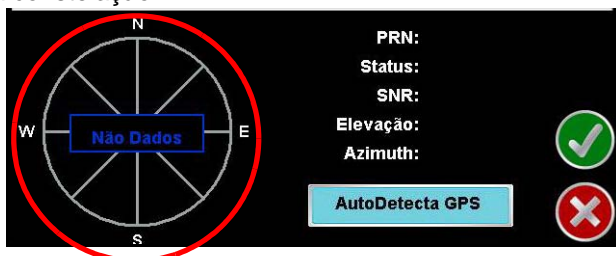 N
W
E
S
Não Dados
PRN:
Status:
SNR:
Elevação:
Azimuth:
AutoDetecta GPS